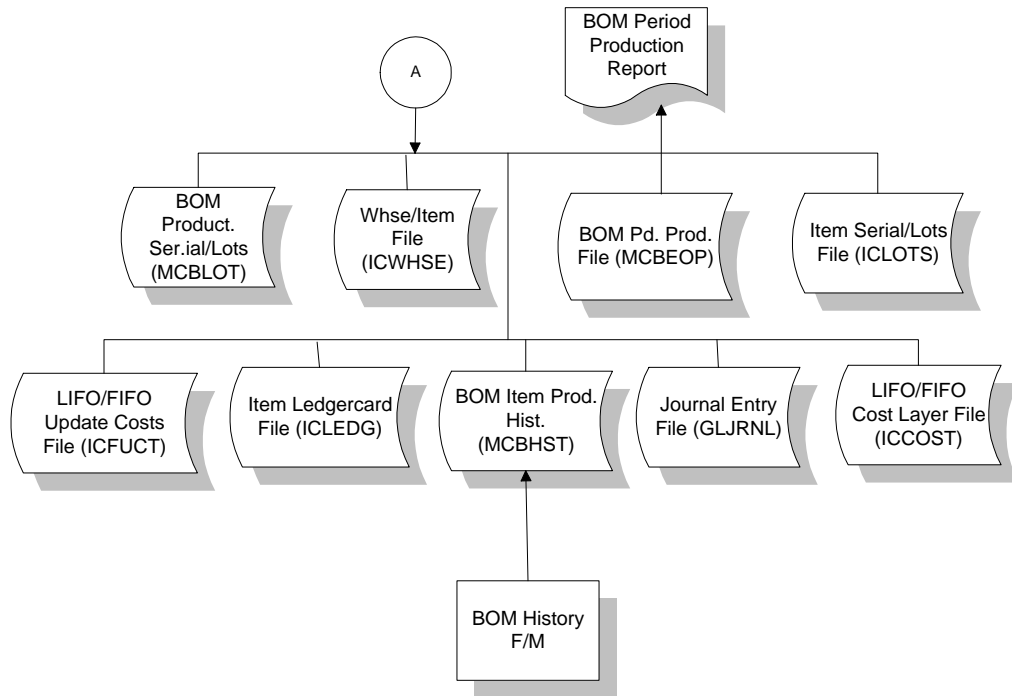 BOM Period
Production
Report
A
BOM
Product.
Ser.ial/Lots
(MCBLOT)
Whse/Item
File
(ICWHSE)
BOM Pd. Prod.
File (MCBEOP)
Item Serial/Lots
File (ICLOTS)
LIFO/FIFO
Update Costs
File (ICFUCT)
Item Ledgercard
File (ICLEDG)
BOM Item Prod.
Hist.
(MCBHST)
Journal Entry
File (GLJRNL)
LIFO/FIFO
Cost Layer File
(ICCOST)
BOM History
F/M